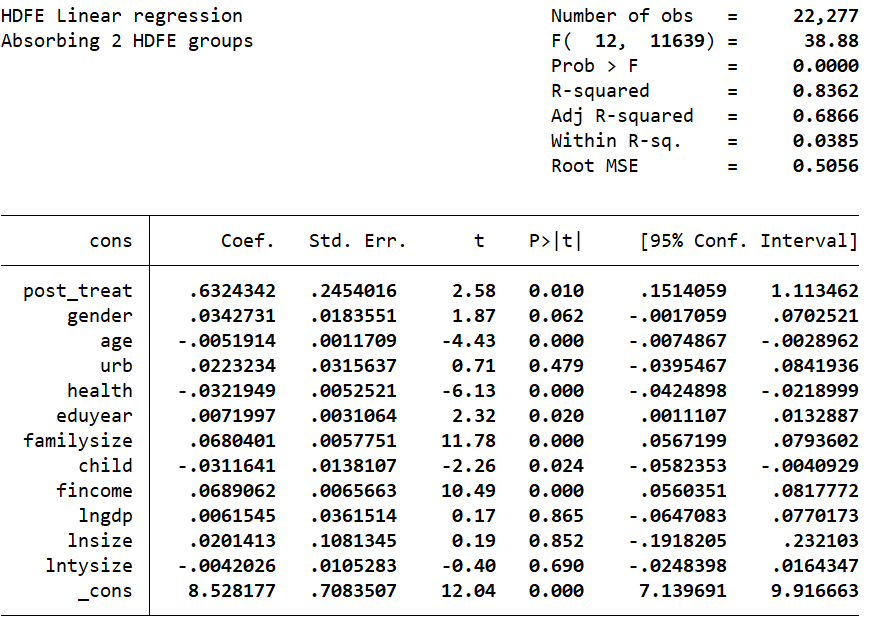 HDFE Linear regression Number of obs = 22,277
Absorbing 2 HDFE groups F( 12, 11639) = 38.88
Prob > F = 0.0000
R-squared = 0.8362
Adj R-squared = 0.6866
Within R-sq. = 0.0385
Root MSE = 0.5056
cons Coef. Std. Err. t P>|t| [95% Conf. Interval]
post_treat .6324342 .2454016 2.58 0.010 .1514059 1.113462
gender .0342731 .0183551 1.87 0.062 -.0017059 .0702521
age -.0051914 .0011709 -4.43 0.000 -.0074867 -.0028962
urb .0223234 .0315637 0.71 0.479 -.0395467 .0841936
health -.0321949 .0052521 -6.13 0.000 -.0424898 -.0218999
eduyear .0071997 .0031064 2.32 0.020 .0011107 .0132887
familysize .0680401 .0057751 11.78 0.000 .0567199 .0793602
child -.0311641 .0138107 -2.26 0.024 -.0582353 -.0040929
fincome .0689062 .0065663 10.49 0.000 .0560351 .0817772
lngdp .0061545 .0361514 0.17 0.865 -.0647083 .0770173
lnsize .0201413 .1081345 0.19 0.852 -.1918205 .232103
lntysize -.0042026 .0105283 -0.40 0.690 -.0248398 .0164347
_cons 8.528177 .7083507 12.04 0.000 7.139691 9.916663